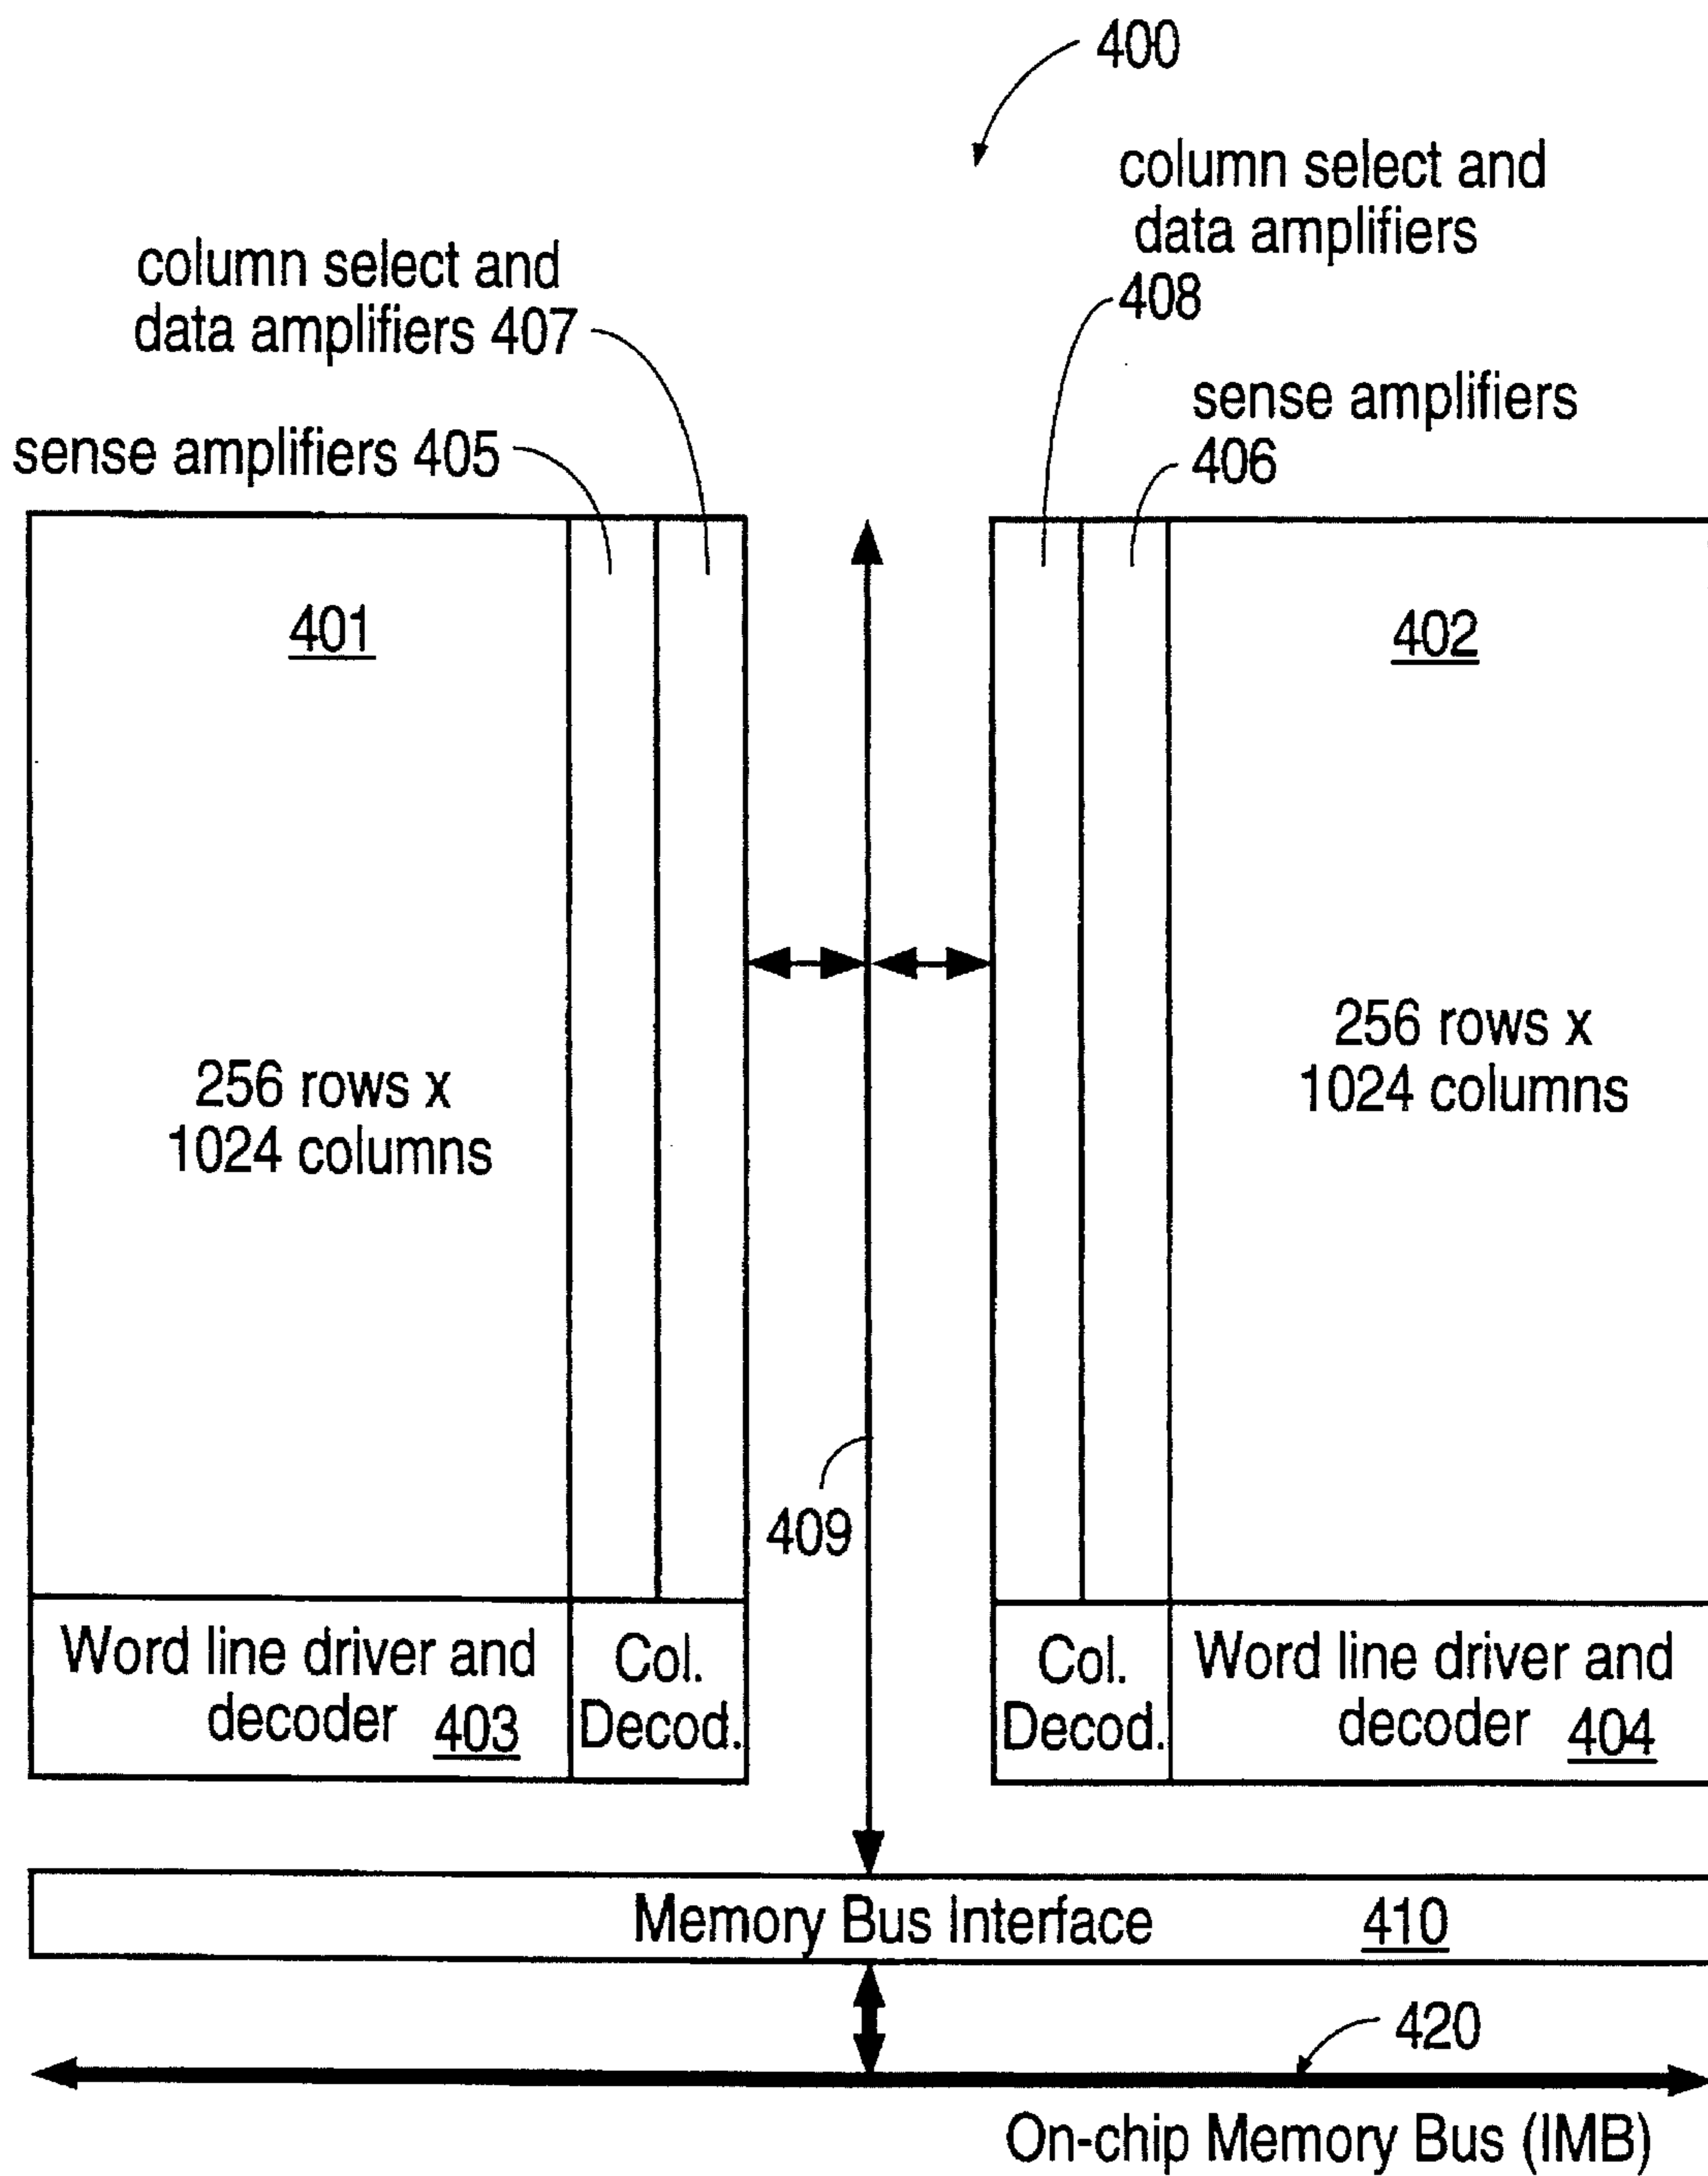 400
column select and
data amplifiers
408
column select and
data amplifiers 407
sense amplifiers
406
sense amplifiers 405
401
402
256 rows x
1024 columns
256 rows x
1024 columns
409
Word line driver and
decoder 403
Col.
Decod.
Col.
Decod.
Word line driver and
decoder 404
Memory Bus Interface 410
420
On-chip Memory Bus (IMB)